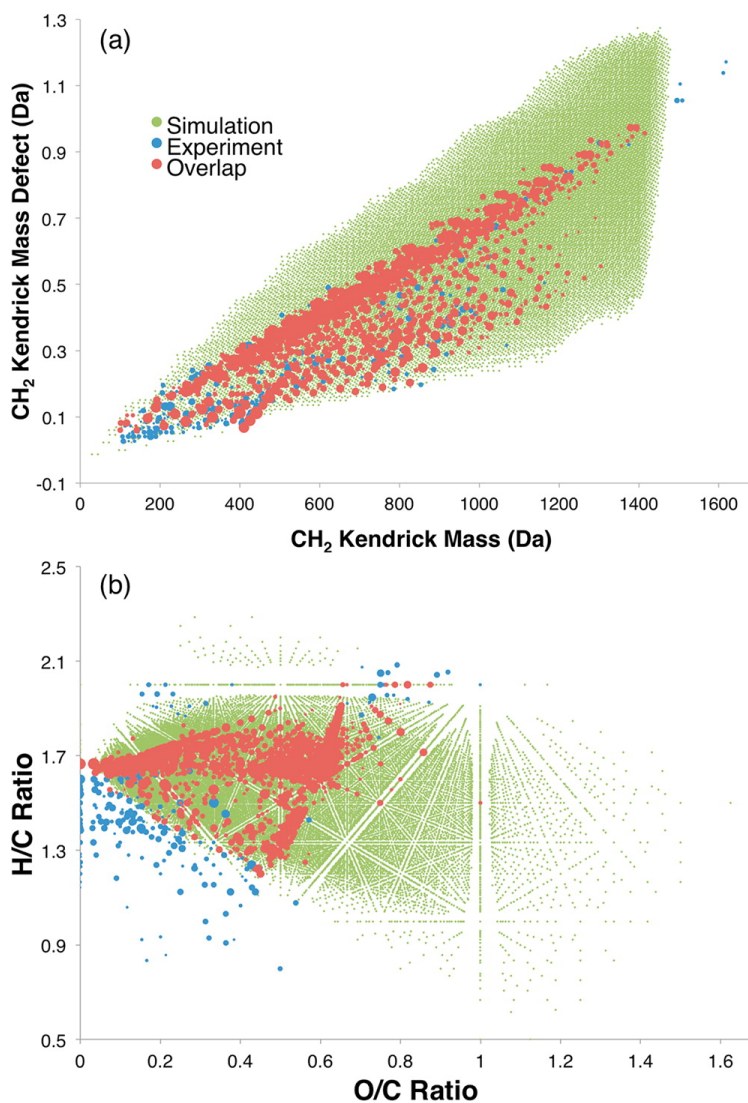 (a)
Simulation
Experiment
Overlap
CH₂ Kendrick Mass Defect (Da)
1.3
1.1
0.9
0.7
0.5
0.3
0.1
-0.1
0 200 400 600 800 1000 1200 1400 1600
CH₂ Kendrick Mass (Da)
(b)
H/C Ratio
2.5
2.1
1.7
1.3
0.9
0.5
0 0.2 0.4 0.6 0.8 1 1.2 1.4 1.6
O/C Ratio